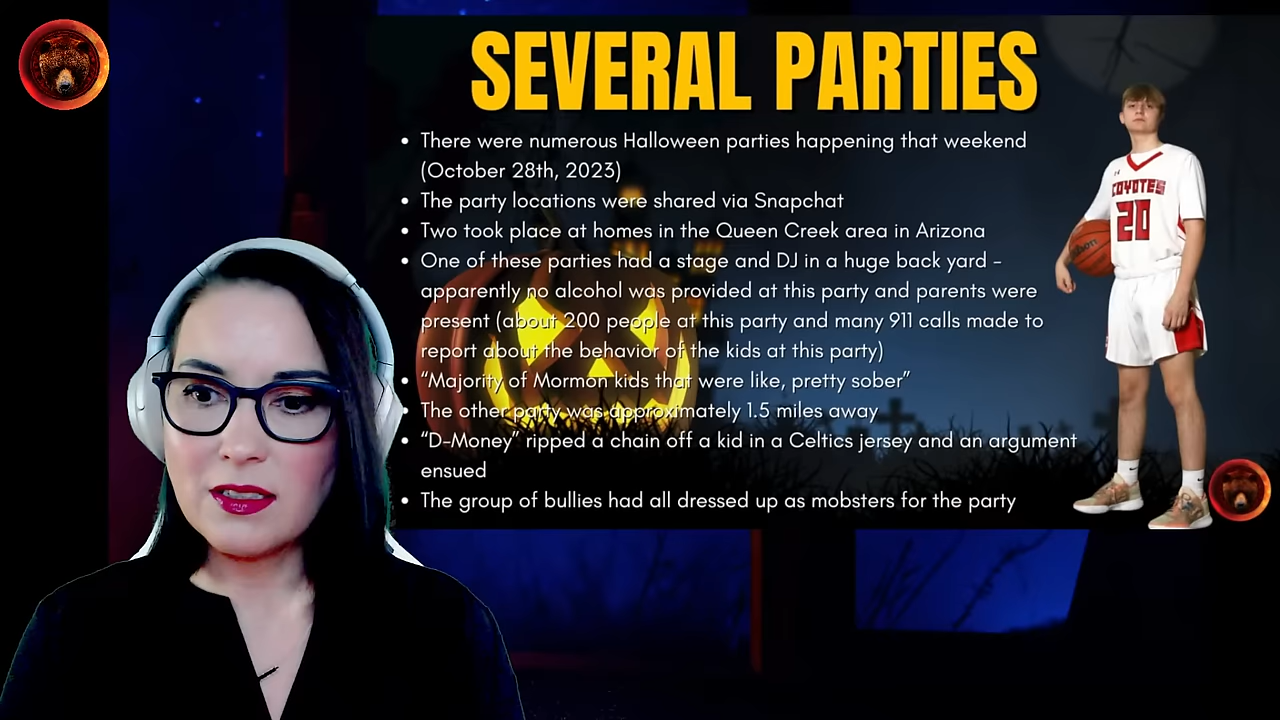 SEVERAL PARTIES
• There were numerous Halloween parties happening that weekend
(October 28th, 2023)
• The party locations were shared via Snapchat
• Two took place at homes in the Queen Creek area in Arizona
• One of these parties had a stage and DJ in a huge back yard -
apparently no alcohol was provided at this party and parents were
present (about 200 people at this party and many 911 calls made to
report about the behavior of the kids at this party)
• “Majority of Mormon kids that were like, pretty sober”
• The other party was approximately 1.5 miles away
• “D-Money” ripped a chain off a kid in a Celtics jersey and an argument
ensued
• The group of bullies had all dressed up as mobsters for the party
COYOTES
20